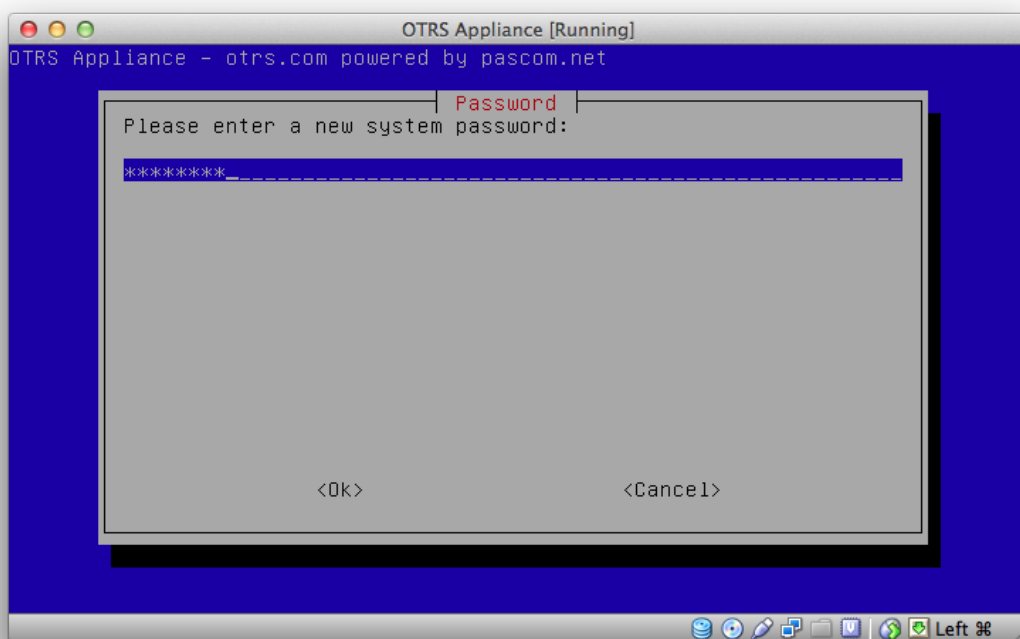 OTRS Appliance [Running]
OTRS Appliance – otrs.com powered by pascom.net
Password
Please enter a new system password:
********_
<Ok> <Cancel>
Left ⌘